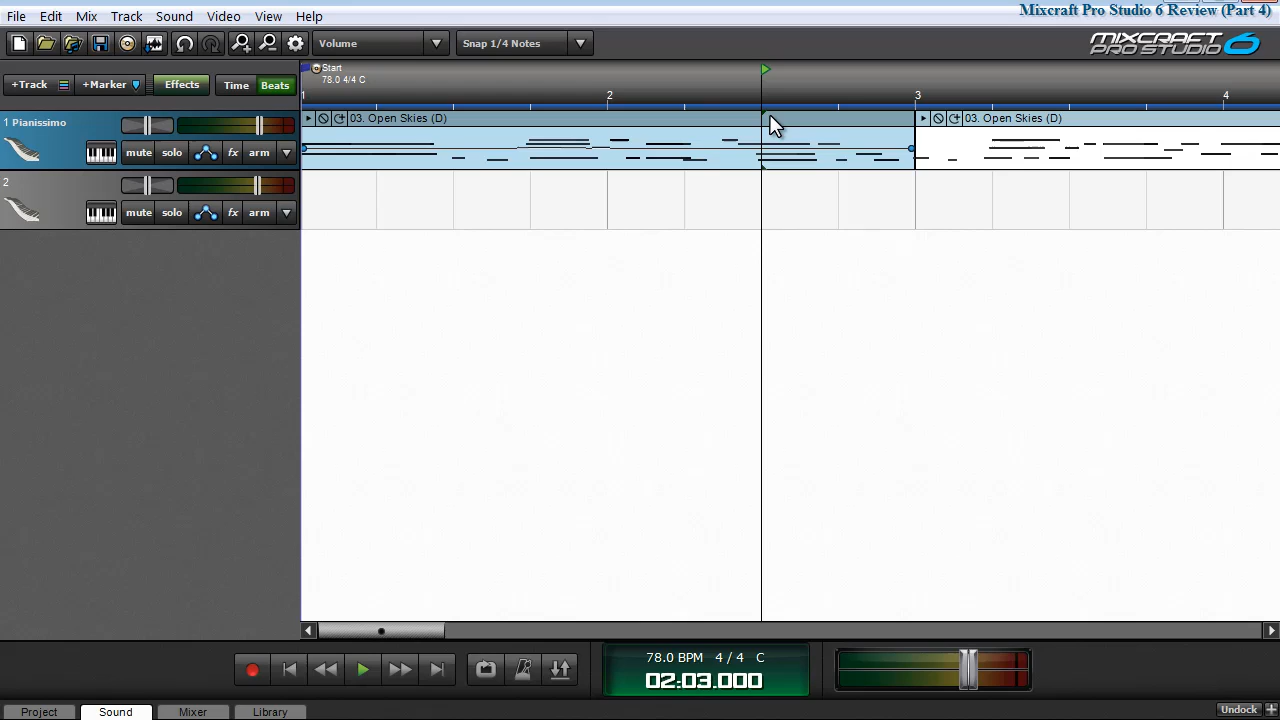 File Edit Mix Track Sound Video View Help
Mixcraft Pro Studio 6 Review (Part 4)
Volume
Snap 1/4 Notes
MIXCRAFT
PRO STUDIO 6
Start
78.0 4/4 C
+Track
+Marker
Effects
Time
Beats
1
2
3
4
1 Pianissimo
03. Open Skies (D)
03. Open Skies (D)
mute solo fx arm
2
mute solo fx arm
78.0 BPM 4 / 4 C
02:03.000
Project
Sound
Mixer
Library
Undock